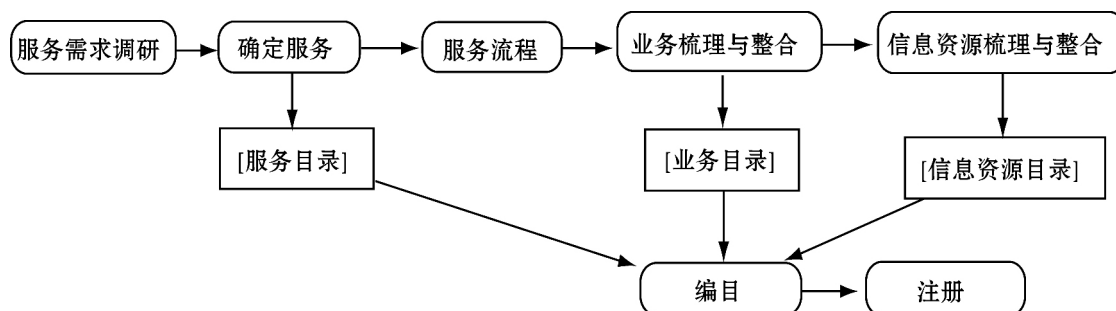 服务需求调研
确定服务
服务流程
业务梳理与整合
信息资源梳理与整合
[服务目录]
[业务目录]
[信息资源目录]
编目
注册